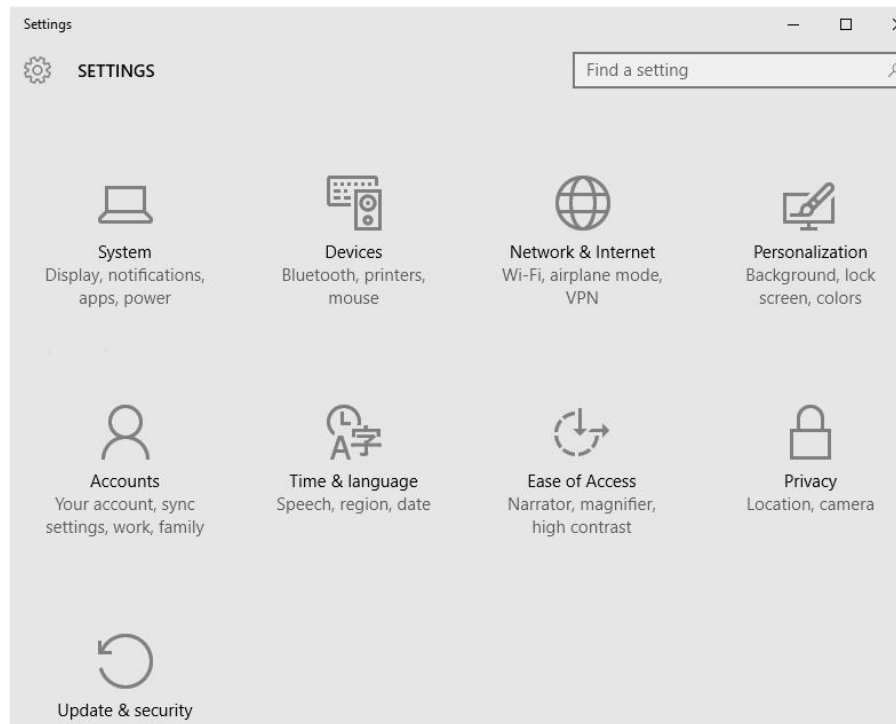 Settings
SETTINGS
Find a setting
System
Display, notifications,
apps, power
Devices
Bluetooth, printers,
mouse
Network & Internet
Wi-Fi, airplane mode,
VPN
Personalization
Background, lock
screen, colors
Accounts
Your account, sync
settings, work, family
A字
Time & language
Speech, region, date
Ease of Access
Narrator, magnifier,
high contrast
Privacy
Location, camera
Update & security